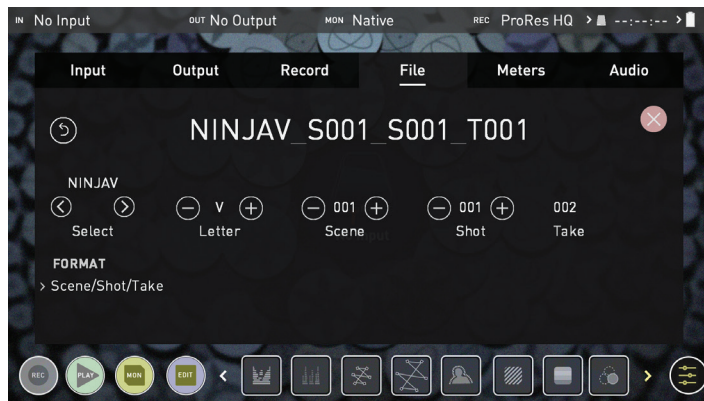 IN No Input OUT No Output MON Native REC ProRes HQ > --:--:-- >
Input Output Record File Meters Audio
NINJAV_S001_S001_T001
NINJAV
< > − V + − 001 + − 001 + 002
Select Letter Scene Shot Take
FORMAT
> Scene/Shot/Take
REC PLAY MON EDIT < >